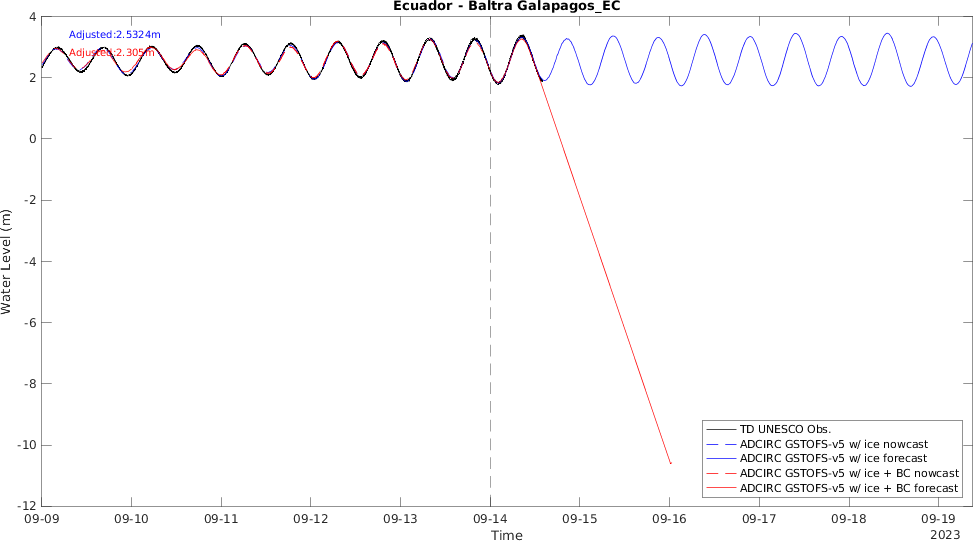 Ecuador - Baltra Galapagos_EC
Adjusted:2.5324m
Adjusted:2.305m
Water Level (m)
4
2
0
-2
-4
-6
-8
-10
-12
09-09
09-10
09-11
09-12
09-13
09-14
09-15
09-16
09-17
09-18
09-19
Time
2023
TD UNESCO Obs.
ADCIRC GSTOFS-v5 w/ ice nowcast
ADCIRC GSTOFS-v5 w/ ice forecast
ADCIRC GSTOFS-v5 w/ ice + BC nowcast
ADCIRC GSTOFS-v5 w/ ice + BC forecast